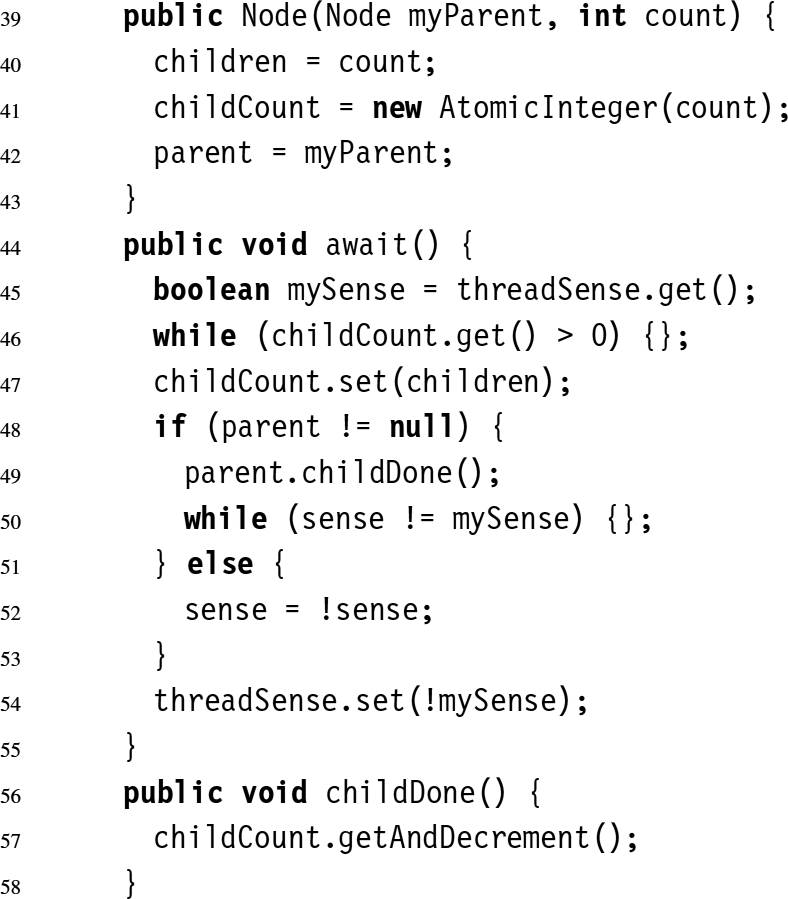 39 public Node(Node myParent, int count) {
40 children = count;
41 childCount = new AtomicInteger(count);
42 parent = myParent;
43 }
44 public void await() {
45 boolean mySense = threadSense.get();
46 while (childCount.get() > 0) {};
47 childCount.set(children);
48 if (parent != null) {
49 parent.childDone();
50 while (sense != mySense) {};
51 } else {
52 sense = !sense;
53 }
54 threadSense.set(!mySense);
55 }
56 public void childDone() {
57 childCount.getAndDecrement();
58 }